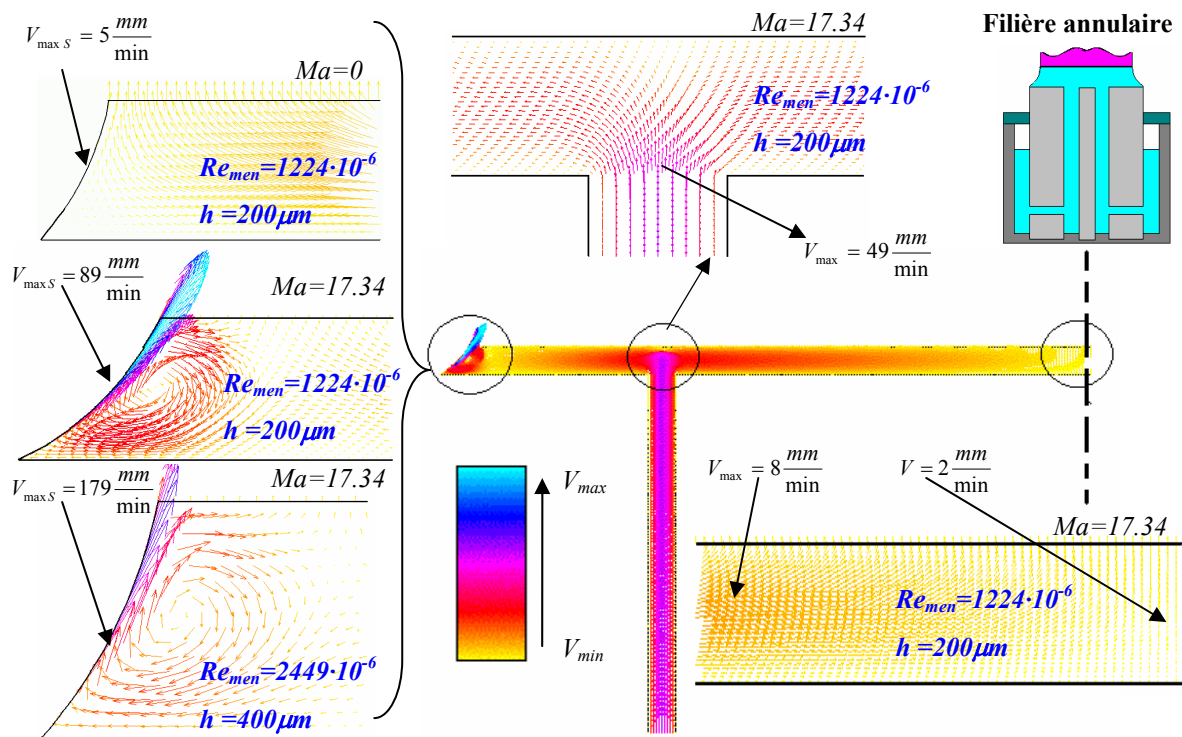 V_max S = 5 mm/min
Ma=0
Re_men=1224·10^-6
h =200μm
V_max S = 89 mm/min
Ma=17.34
Re_men=1224·10^-6
h =200μm
V_max S = 179 mm/min
Ma=17.34
Re_men=2449·10^-6
h =400μm
Ma=17.34
Re_men=1224·10^-6
h =200μm
V_max = 49 mm/min
Filière annulaire
V_max
V_min
V_max = 8 mm/min
V = 2 mm/min
Ma=17.34
Re_men=1224·10^-6
h =200μm